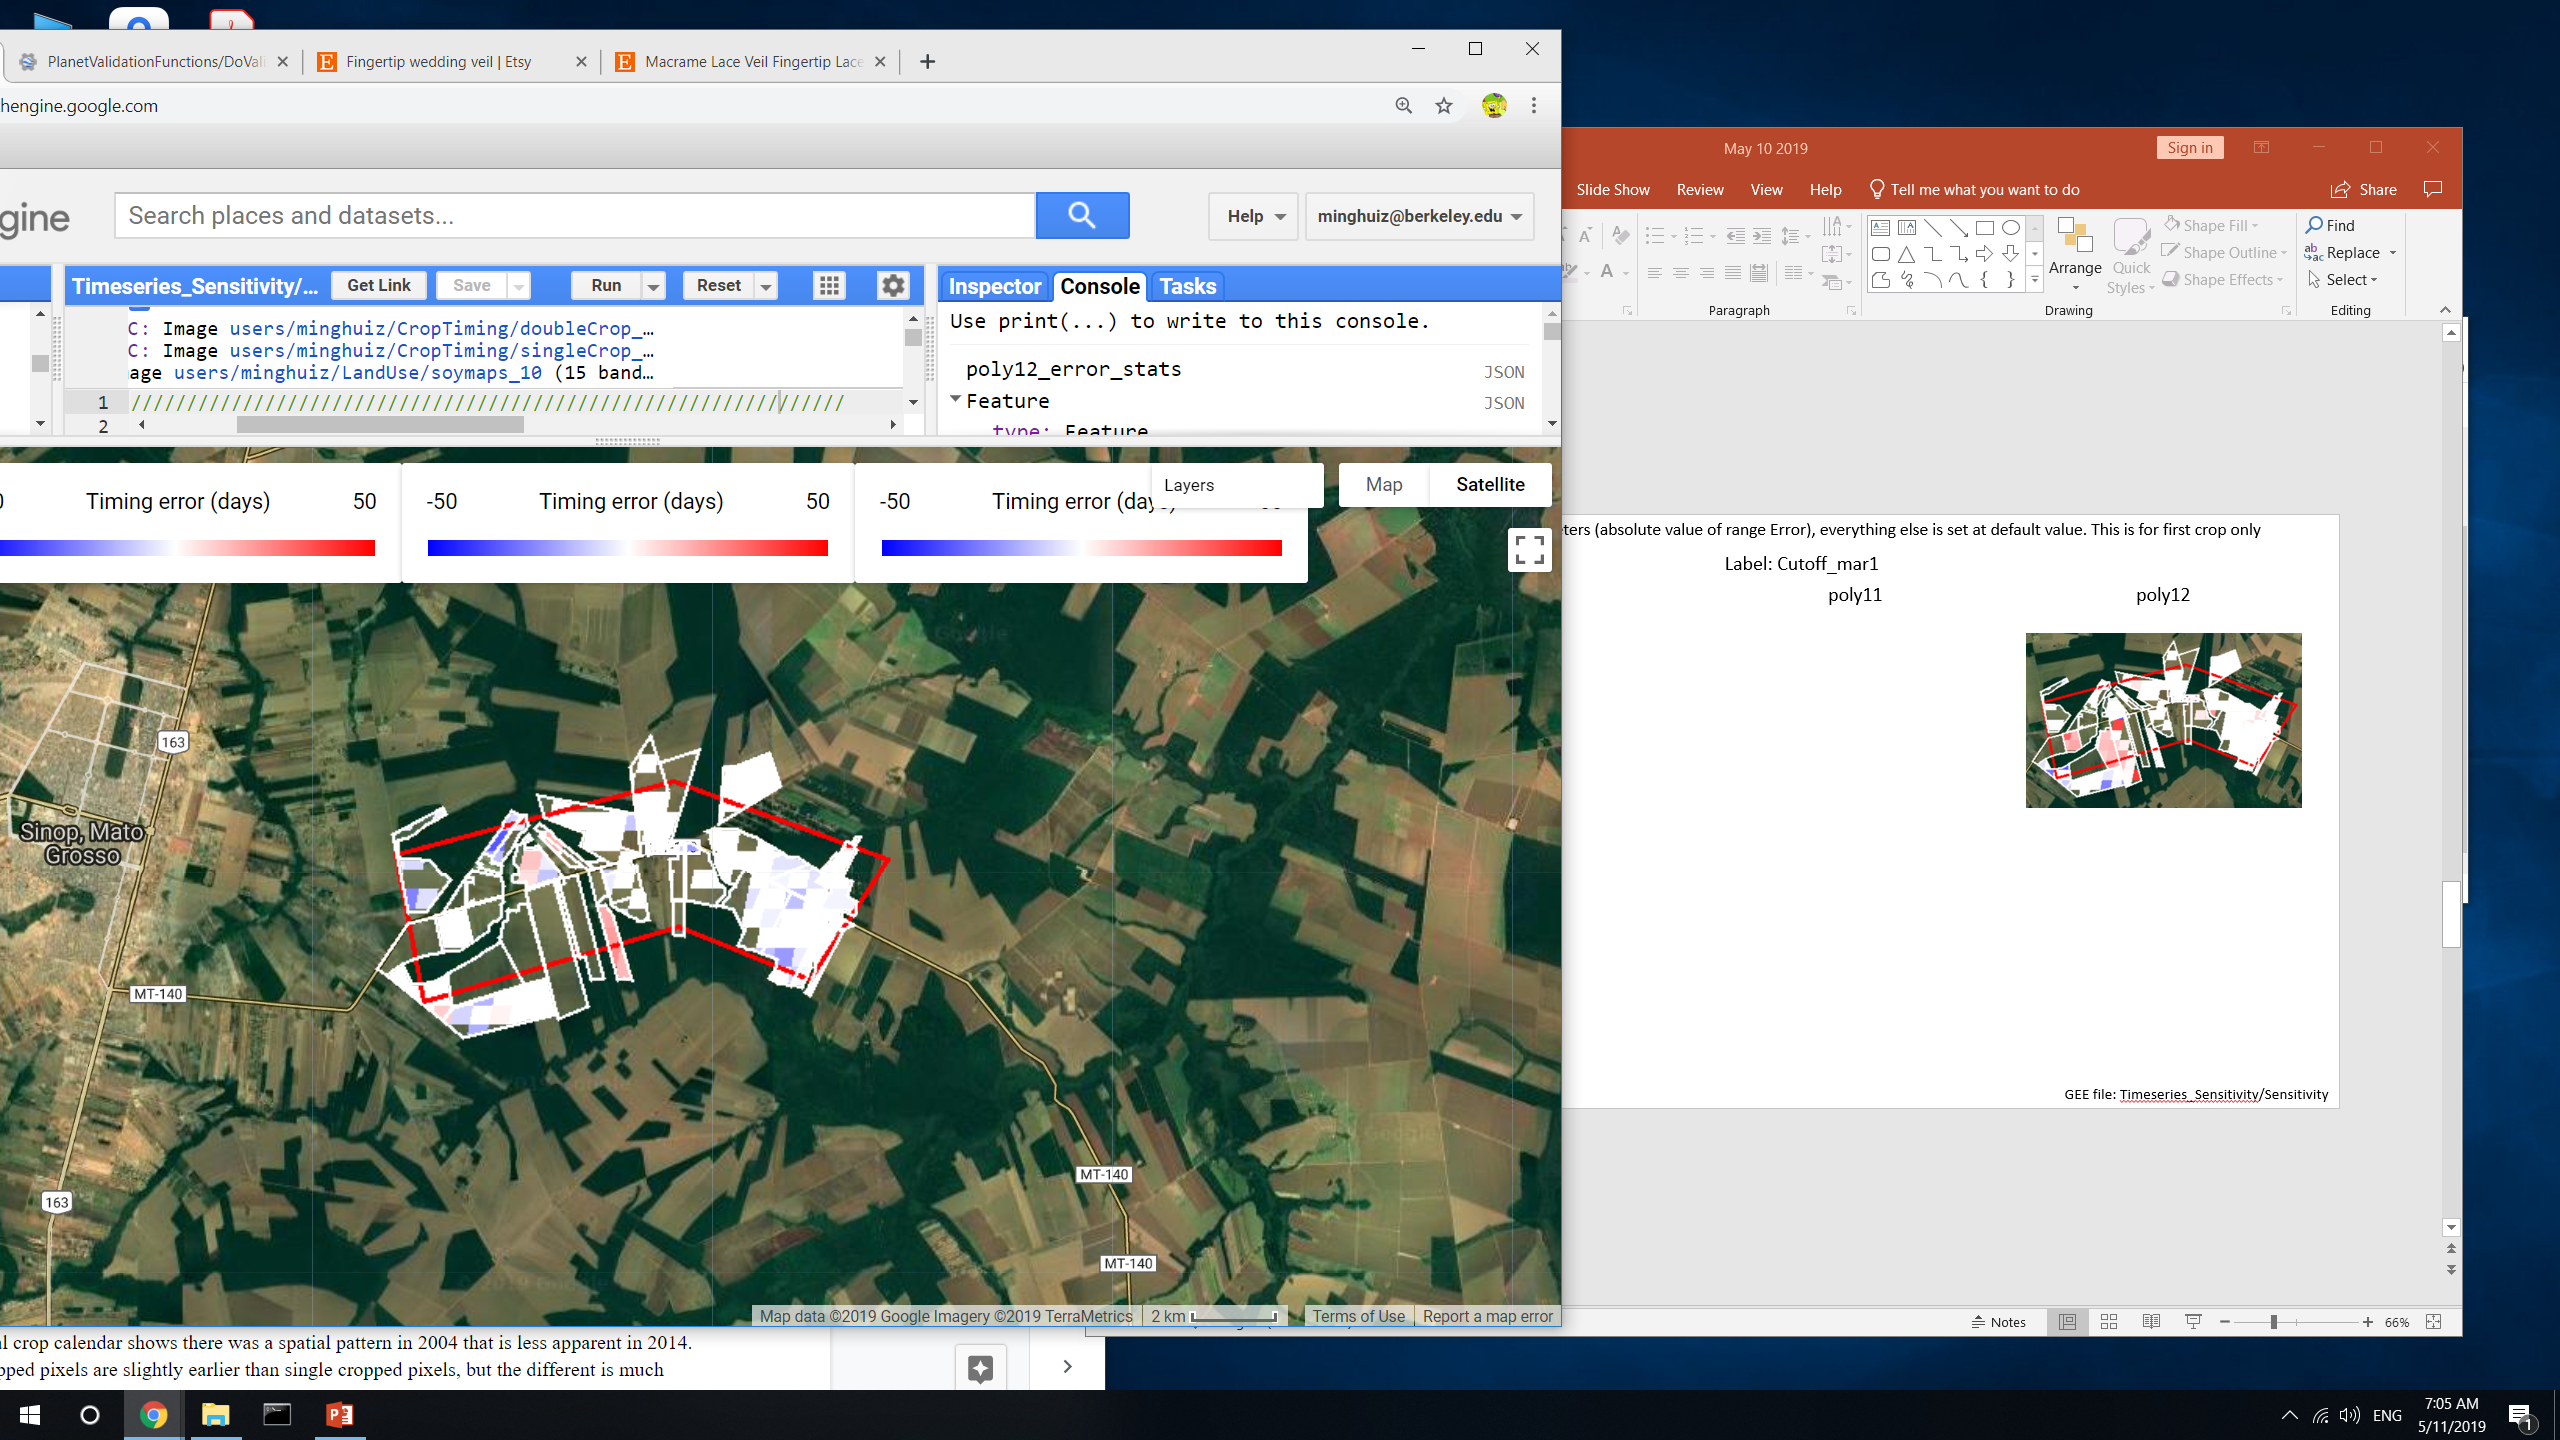 PlanetValidationFunctions/DoVali
Fingertip wedding veil | Etsy
Macrame Lace Veil Fingertip Lace
hengine.google.com
May 10 2019
Sign in
Slide Show Review View Help Tell me what you want to do Share
gine
Search places and datasets...
Help
minghuiz@berkeley.edu
Shape Fill
Shape Outline
Shape Effects
Arrange
Quick
Styles
Find
Replace
Select
Paragraph
Drawing
Editing
Timeseries_Sensitivity/...
Get Link
Save
Run
Reset
Inspector
Console
Tasks
C: Image users/minghuiz/CropTiming/doubleCrop_…
C: Image users/minghuiz/CropTiming/singleCrop_…
age users/minghuiz/LandUse/soymaps_10 (15 band…
1 ///////////////////////////////////////////////////////////////
2
Use print(...) to write to this console.
poly12_error_stats JSON
Feature JSON
type: Feature
0 Timing error (days) 50
-50 Timing error (days) 50
-50 Timing error (day
Layers
Map
Satellite
Sinop, Mato
Grosso
163
MT-140
163
MT-140
MT-140
Map data ©2019 Google Imagery ©2019 TerraMetrics
2 km
Terms of Use
Report a map error
ters (absolute value of range Error), everything else is set at default value. This is for first crop only
Label: Cutoff_mar1
poly11
poly12
GEE file: Timeseries_Sensitivity/Sensitivity
Notes
66%
l crop calendar shows there was a spatial pattern in 2004 that is less apparent in 2014.
pped pixels are slightly earlier than single cropped pixels, but the different is much
ENG
7:05 AM
5/11/2019
1